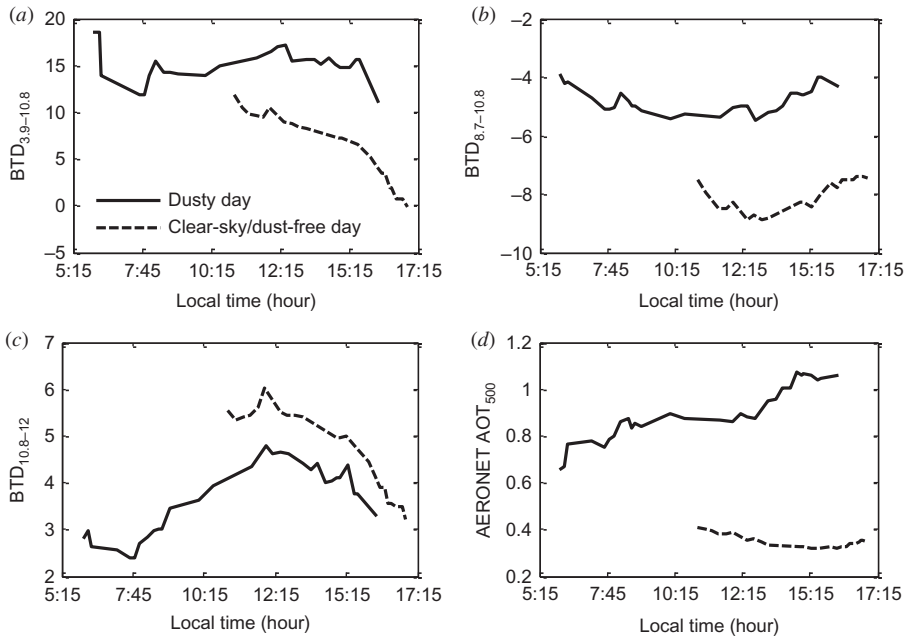 (a)
20
15
10
5
0
–5
BTD3.9–10.8
Dusty day
Clear-sky/dust-free day
5:15 7:45 10:15 12:15 15:15 17:15
Local time (hour)
(b)
–2
–4
–6
–8
–10
BTD8.7–10.8
5:15 7:45 10:15 12:15 15:15 17:15
Local time (hour)
(c)
7
6
5
4
3
2
BTD10.8–12
5:15 7:45 10:15 12:15 15:15 17:15
Local time (hour)
(d)
1.2
1
0.8
0.6
0.4
0.2
AERONET AOT500
5:15 7:45 10:15 12:15 15:15 17:15
Local time (hour)